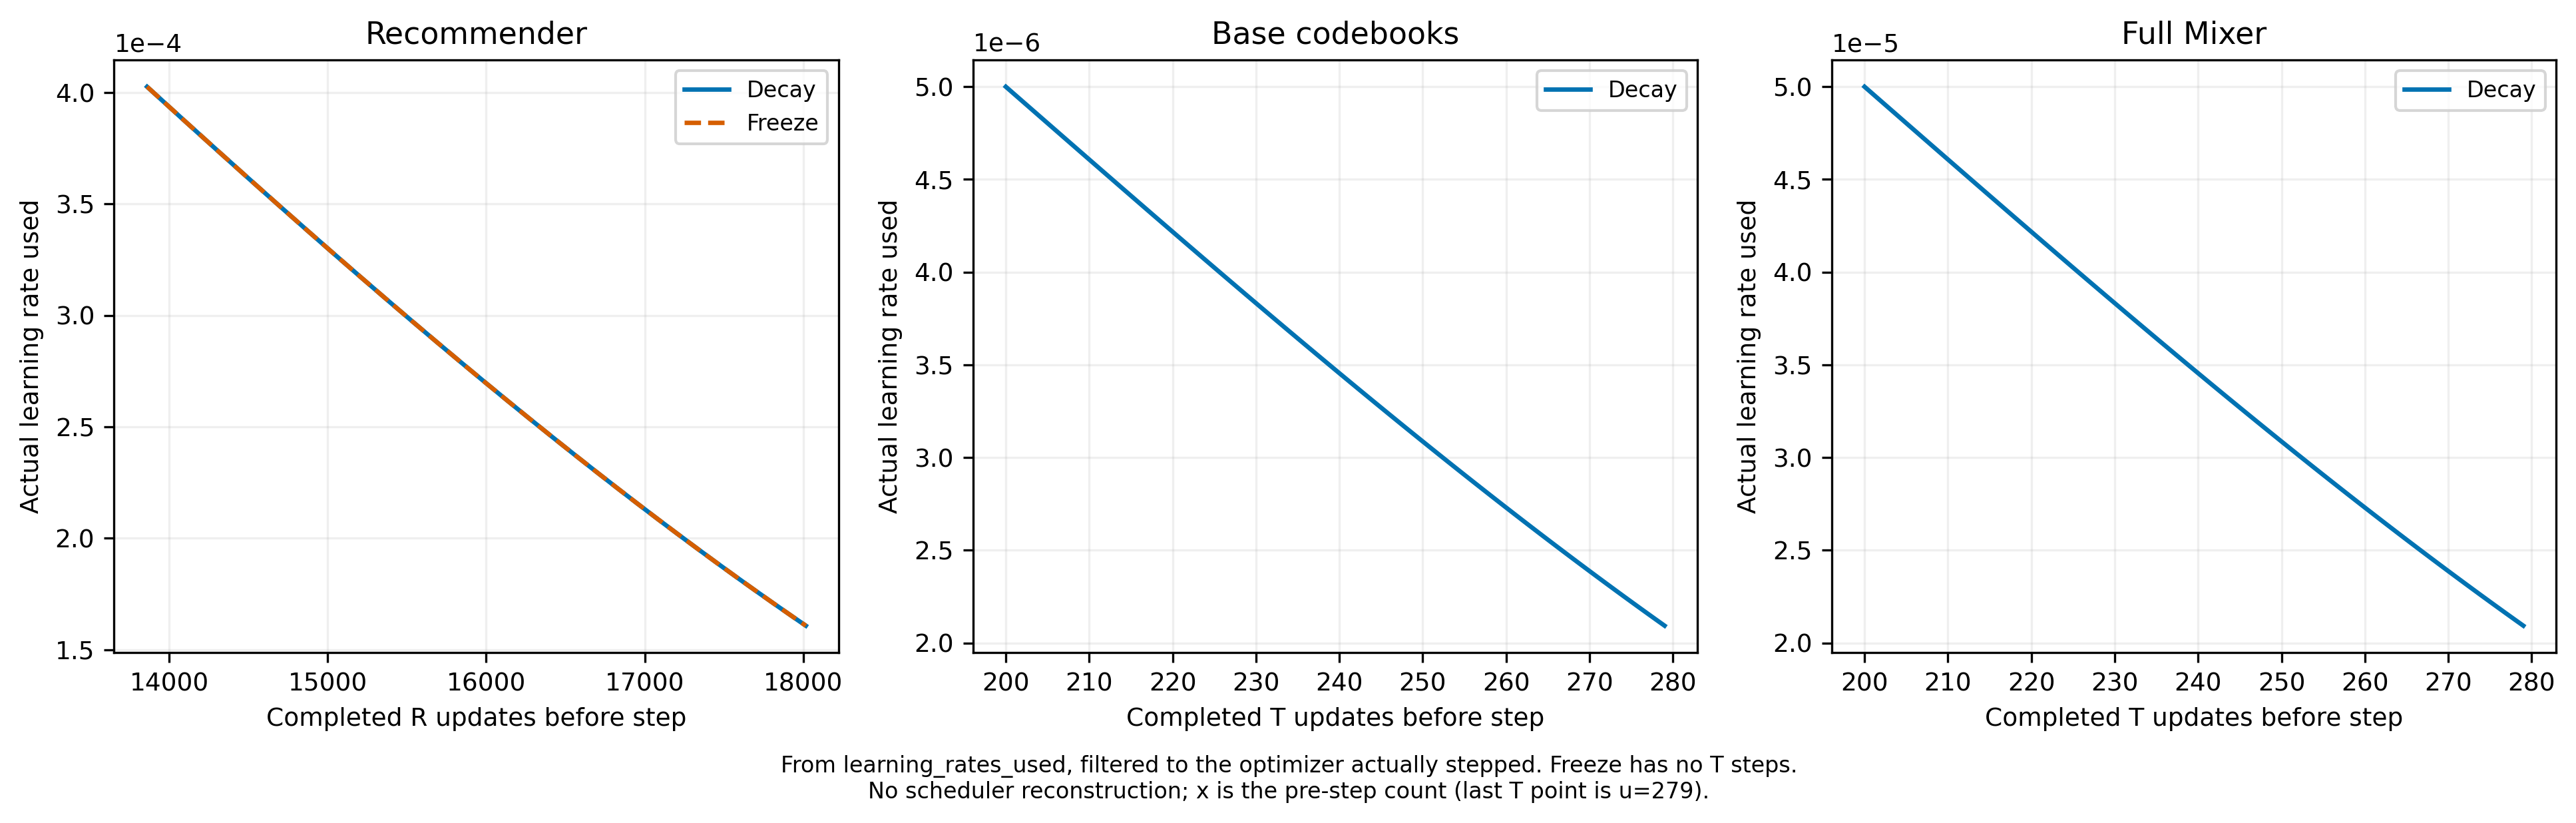 Recommender
1e−4
Decay
Freeze
4.0
3.5
3.0
2.5
2.0
1.5
Actual learning rate used
14000 15000 16000 17000 18000
Completed R updates before step
Base codebooks
1e−6
Decay
5.0
4.5
4.0
3.5
3.0
2.5
2.0
Actual learning rate used
200 210 220 230 240 250 260 270 280
Completed T updates before step
Full Mixer
1e−5
Decay
5.0
4.5
4.0
3.5
3.0
2.5
2.0
Actual learning rate used
200 210 220 230 240 250 260 270 280
Completed T updates before step
From learning_rates_used, filtered to the optimizer actually stepped. Freeze has no T steps.
No scheduler reconstruction; x is the pre-step count (last T point is u=279).